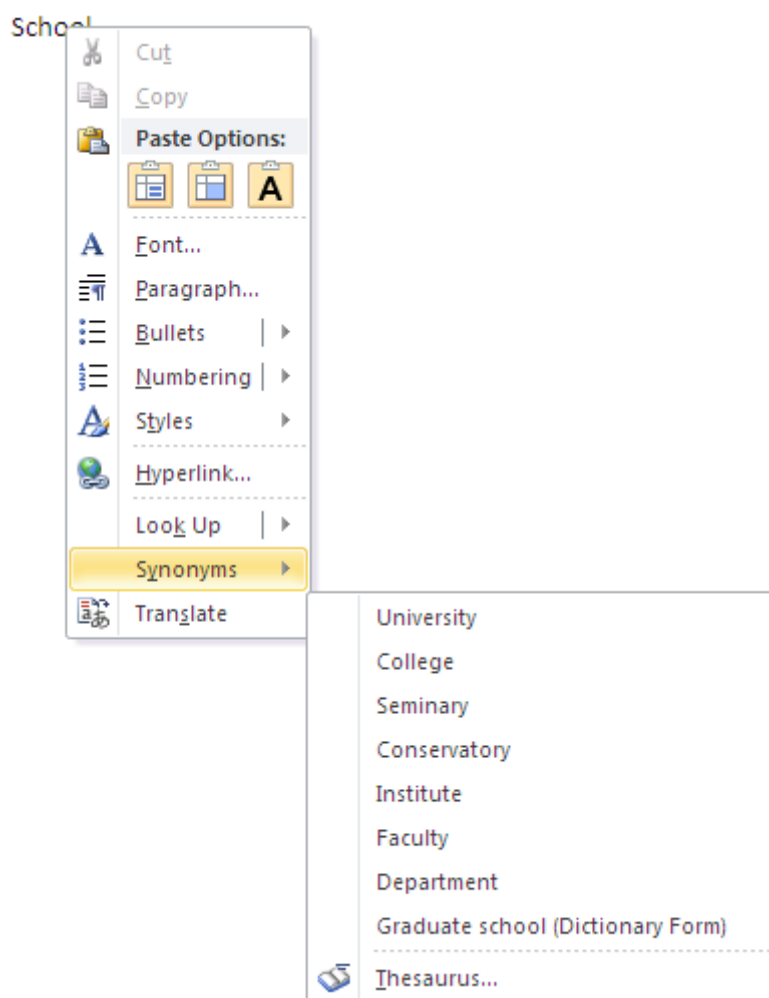 School
Cut
Copy
Paste Options:
A
Font...
Paragraph...
Bullets
Numbering
Styles
Hyperlink...
Look Up
Synonyms
Translate
University
College
Seminary
Conservatory
Institute
Faculty
Department
Graduate school (Dictionary Form)
Thesaurus...